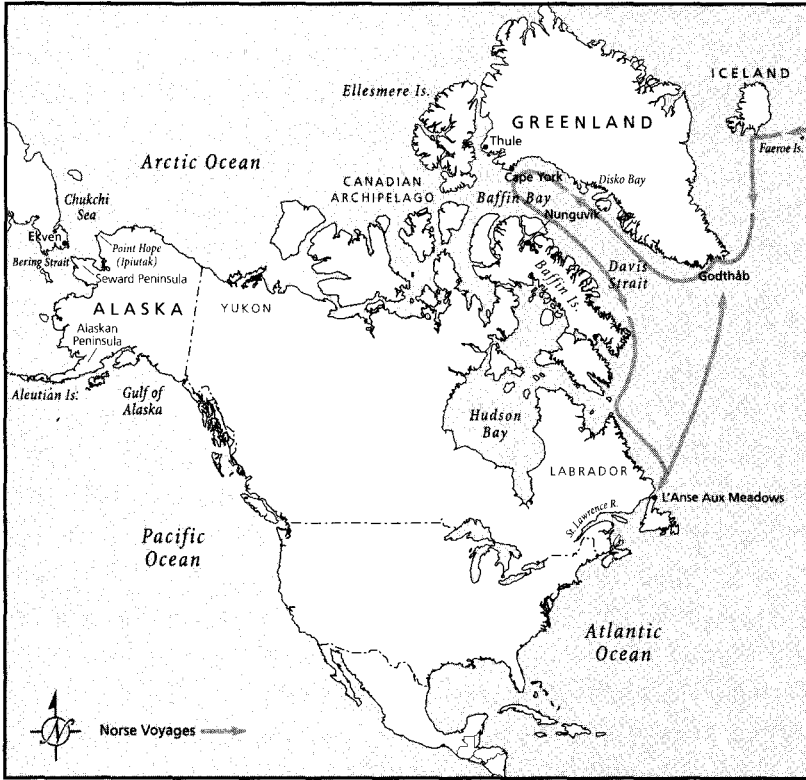 Ellesmere Is.
ICELAND
GREENLAND
Thule
Faeroe Is.
Arctic Ocean
Cape York
Disko Bay
CANADIAN
ARCHIPELAGO
Baffin Bay
Chukchi
Sea
Nunguvik
Ekven
Point Hope
(Ipiutak)
Bering Strait
Seward Peninsula
Davis
Strait
Godthåb
Baffin Is.
ALASKA
YUKON
Alaskan
Peninsula
Aleutian Is.
Gulf of
Alaska
Hudson
Bay
LABRADOR
L'Anse Aux Meadows
St. Lawrence R.
Pacific
Ocean
Atlantic
Ocean
N
Norse Voyages